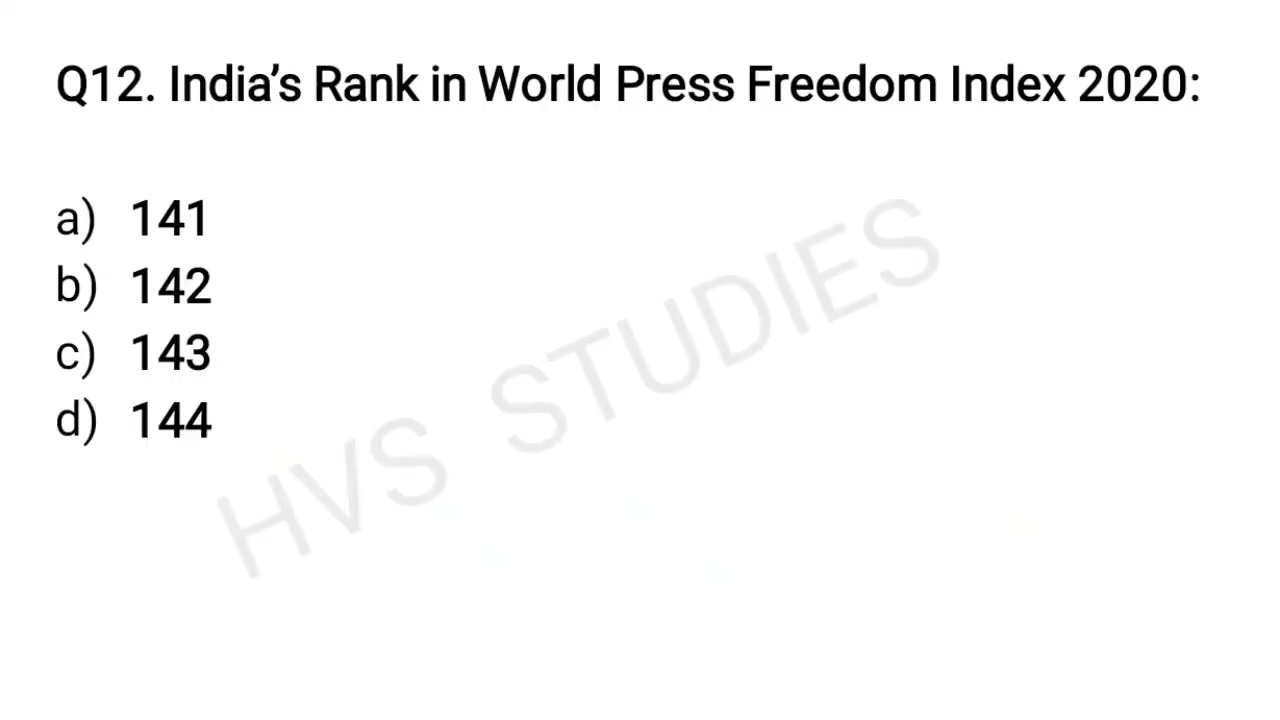 Q12. India’s Rank in World Press Freedom Index 2020:
a) 141
b) 142
c) 143
d) 144
HVS STUDIES